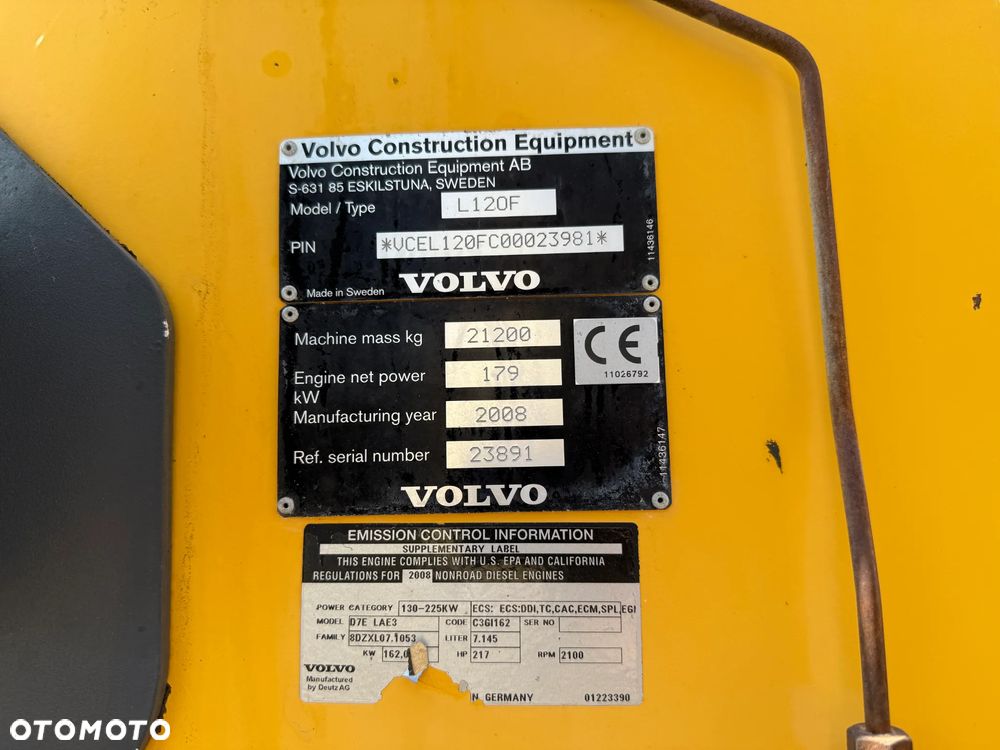 Volvo Construction Equipment
Volvo Construction Equipment AB
S-631 85 ESKILSTUNA, SWEDEN
Model / Type L120F
PIN *VCEL120FC00023981*
VOLVO
Made in Sweden
11436146
Machine mass kg 21200
CE
11026792
Engine net power kW 179
Manufacturing year 2008
Ref. serial number 23891
VOLVO
11436147
EMISSION CONTROL INFORMATION
SUPPLEMENTARY LABEL
THIS ENGINE COMPLIES WITH U.S. EPA AND CALIFORNIA
REGULATIONS FOR 2008 NONROAD DIESEL ENGINES
POWER CATEGORY 130-225KW ECS: ECS:DDI,TC,CAC,ECM,SPL,EGI
MODEL D7E LAE3 CODE C3GI162 SER NO
FAMILY 8DZXL07.1053 LITER 7.145
KW 162,0 HP 217 RPM 2100
VOLVO
Manufactured
by Deutz AG
N GERMANY 01223390
OTOMOTO